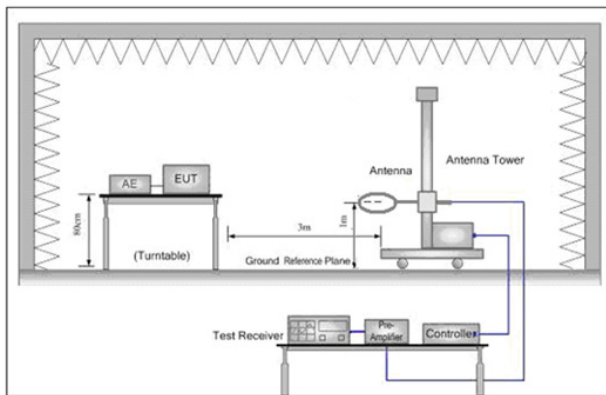 Antenna Tower
Antenna
EUT
AE
80cm
1m
3m
(Turntable)
Ground Reference Plane
Test Receiver
Pre-
Amplifier
Controller